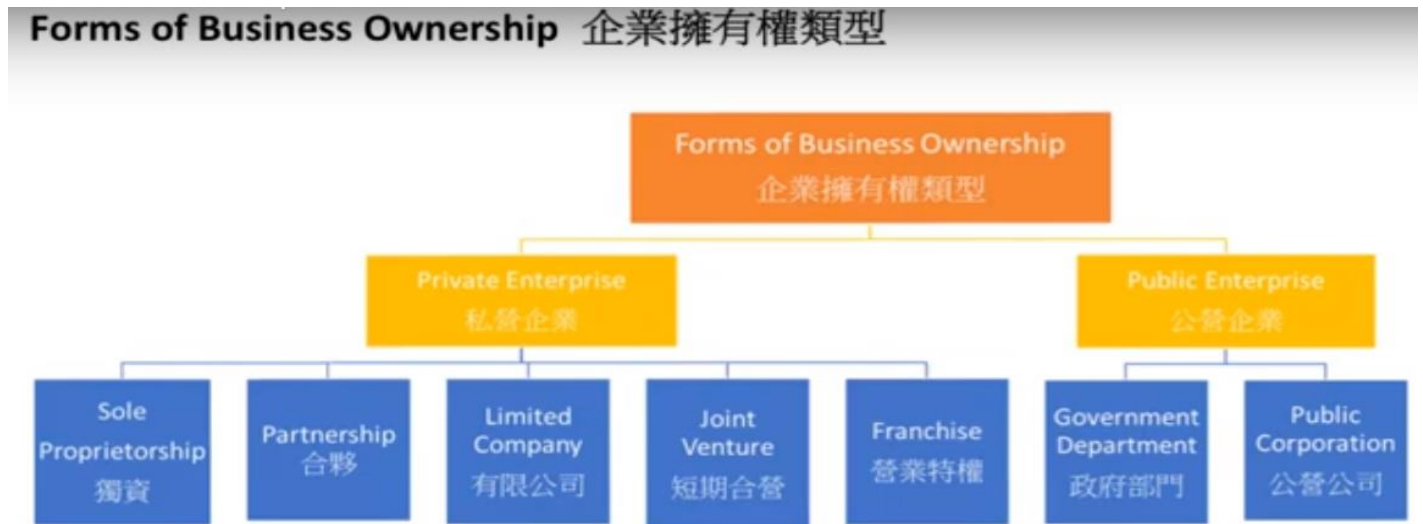 Forms of Business Ownership 企業擁有權類型
Forms of Business Ownership
企業擁有權類型
Private Enterprise
私營企業
Public Enterprise
公營企業
Sole
Proprietorship
獨資
Partnership
合夥
Limited
Company
有限公司
Joint
Venture
短期合營
Franchise
營業特權
Government
Department
政府部門
Public
Corporation
公營公司